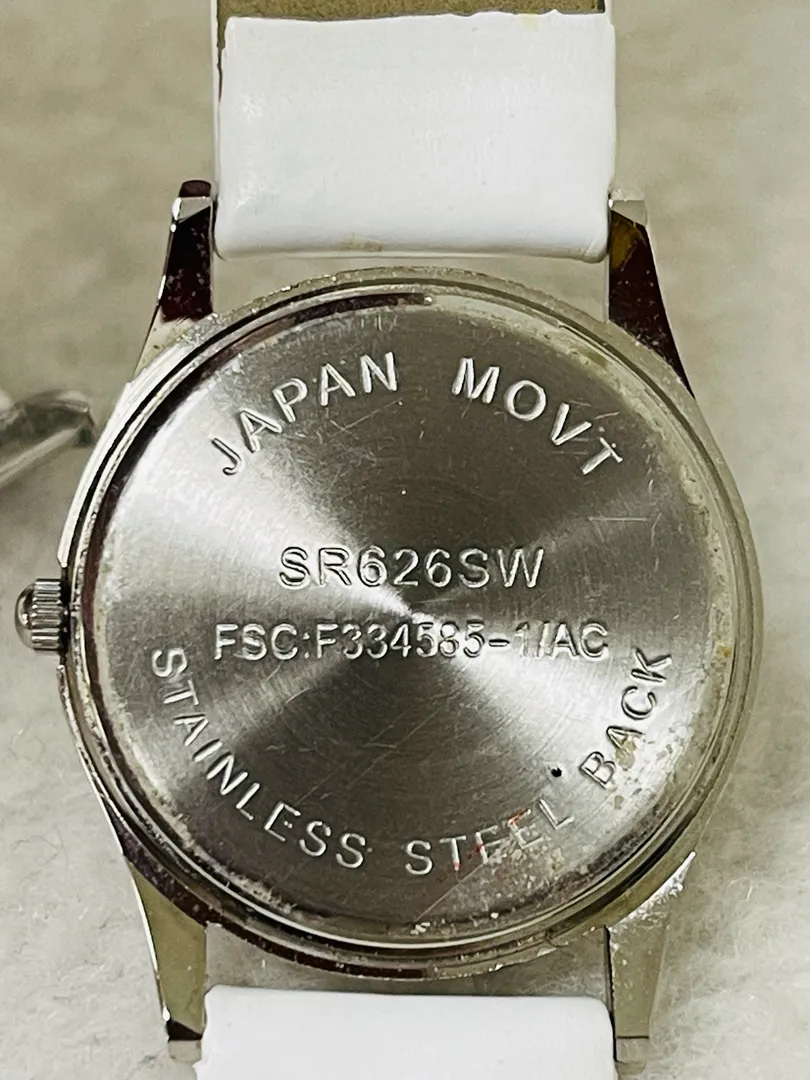 JAPAN MOVT
SR626SW
FSC:F334585-1/AC
STAINLESS STEEL BACK